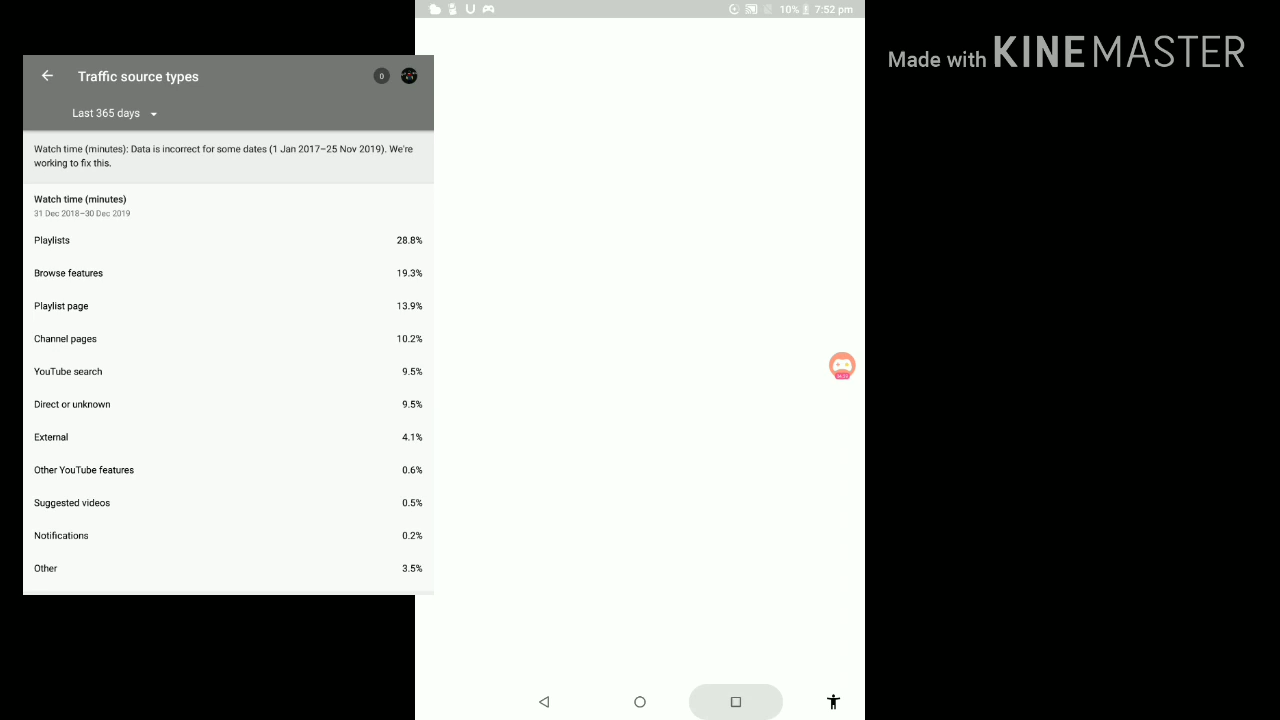 10% 7:52 pm
Made with KINEMASTER
Traffic source types
0
Last 365 days
Watch time (minutes): Data is incorrect for some dates (1 Jan 2017–25 Nov 2019). We're
working to fix this.
Watch time (minutes)
31 Dec 2018–30 Dec 2019
Playlists 28.8%
Browse features 19.3%
Playlist page 13.9%
Channel pages 10.2%
YouTube search 9.5%
Direct or unknown 9.5%
External 4.1%
Other YouTube features 0.6%
Suggested videos 0.5%
Notifications 0.2%
Other 3.5%